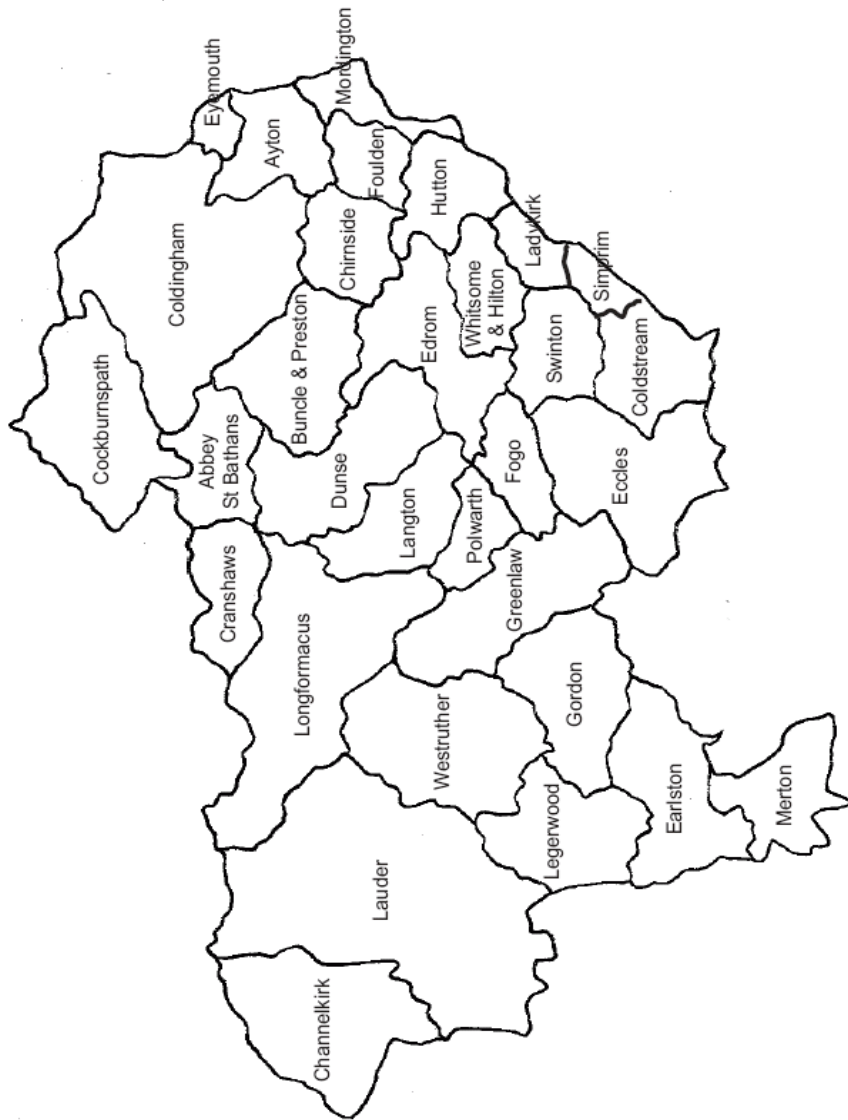 Eyemouth
Mordington
Ayton
Foulden
Coldingham
Chirnside
Hutton
Ladykirk
Simprim
Cockburnspath
Buncle & Preston
Edrom
Whitsome
& Hilton
Swinton
Coldstream
Abbey
St Bathans
Dunse
Langton
Polwarth
Fogo
Eccles
Cranshaws
Longformacus
Greenlaw
Westruther
Gordon
Legerwood
Earlston
Merton
Lauder
Channelkirk